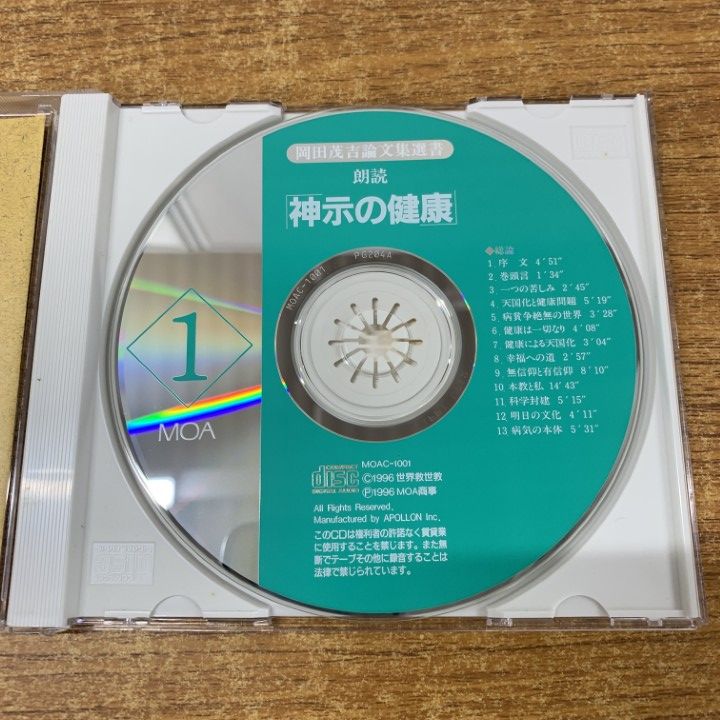 岡田茂吉論文集選書
朗読
「神示の健康」
PG204A
MOAC-1001
◆総論
1. 序 文 4′51″
2. 巻頭言 1′34″
3. 一つの苦しみ 2′45″
4. 天国化と健康問題 5′19″
5. 病貧争絶無の世界 3′28″
6. 健康は一切なり 4′08″
7. 健康による天国化 3′04″
8. 幸福への道 2′57″
9. 無信仰と有信仰 8′10″
10. 本教と私 14′43″
11. 科学封建 5′15″
12. 明日の文化 4′11″
13. 病気の本体 5′31″
1
MOA
COMPACT
disc
DIGITAL AUDIO
MOAC-1001
Ⓒ1996 世界救世教
Ⓟ1996 MOA商事
All Rights Reserved.
Manufactured by APOLLON Inc.
このCDは権利者の許諾なく賃貸業
に使用することを禁じます。また無
断でテープその他に録音することは
法律で禁じられています。